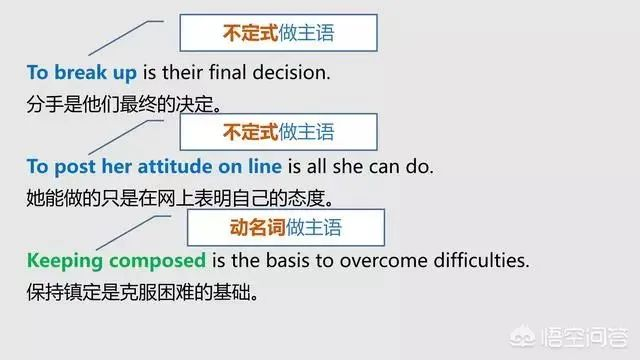 不定式做主语
To break up is their final decision.
分手是他们最终的决定。
不定式做主语
To post her attitude on line is all she can do.
她能做的只是在网上表明自己的态度。
动名词做主语
Keeping composed is the basis to overcome difficulties.
保持镇定是克服困难的基础。
悟空问答